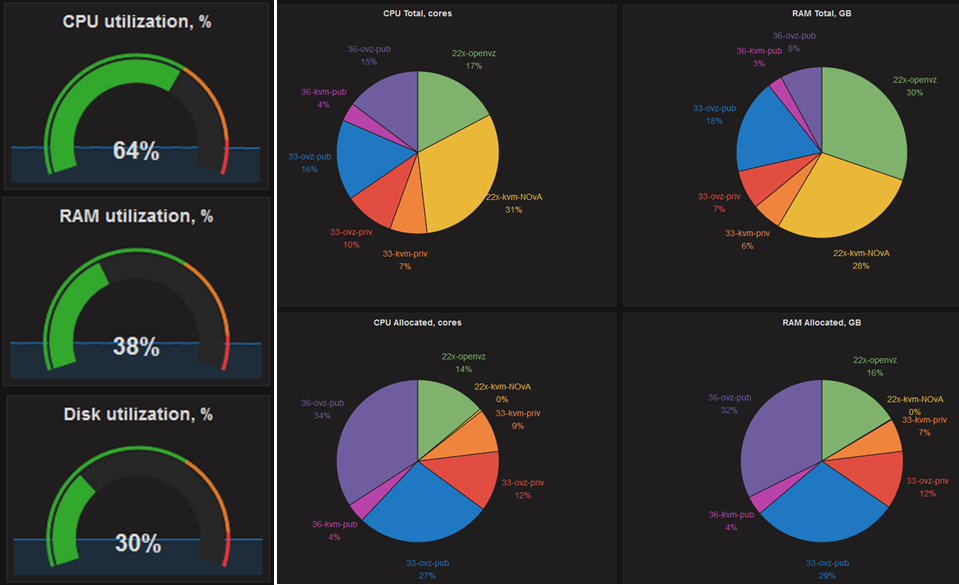 CPU utilization, %
64%
RAM utilization, %
38%
Disk utilization, %
30%
CPU Total, cores
36-ovz-pub
15%
22x-openvz
17%
36-kvm-pub
4%
33-ovz-pub
16%
22x-kvm-NOvA
31%
33-ovz-priv
10%
33-kvm-priv
7%
RAM Total, GB
36-ovz-pub
8%
36-kvm-pub
3%
22x-openvz
30%
33-ovz-pub
18%
33-ovz-priv
7%
33-kvm-priv
6%
22x-kvm-NOvA
28%
CPU Allocated, cores
22x-openvz
14%
22x-kvm-NOvA
0%
36-ovz-pub
34%
33-kvm-priv
9%
33-ovz-priv
12%
36-kvm-pub
4%
33-ovz-pub
27%
RAM Allocated, GB
22x-openvz
16%
36-ovz-pub
32%
22x-kvm-NOvA
0%
33-kvm-priv
7%
33-ovz-priv
12%
36-kvm-pub
4%
33-ovz-pub
29%